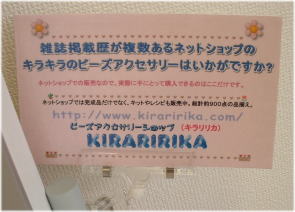 雑誌掲載歴が複数あるネットショップの
キラキラのビーズアクセサリーはいかがですか?
ネットショップでの販売なので、実際に手にとって購入できるのはここだけです。
ネットショップでは完成品だけでなく、キットやレシピも販売中。総計約900点の品揃え。
http://www.kiraririka.com/
ビーズアクセサリーショップ (キラリリカ)
KIRARIRIKA